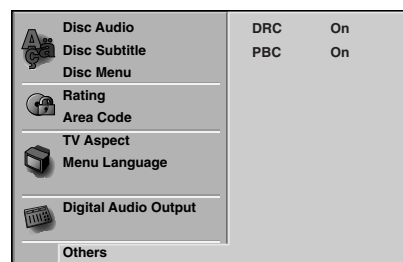 Disc Audio
Disc Subtitle
Disc Menu
Rating
Area Code
TV Aspect
Menu Language
Digital Audio Output
Others
DRC On
PBC On